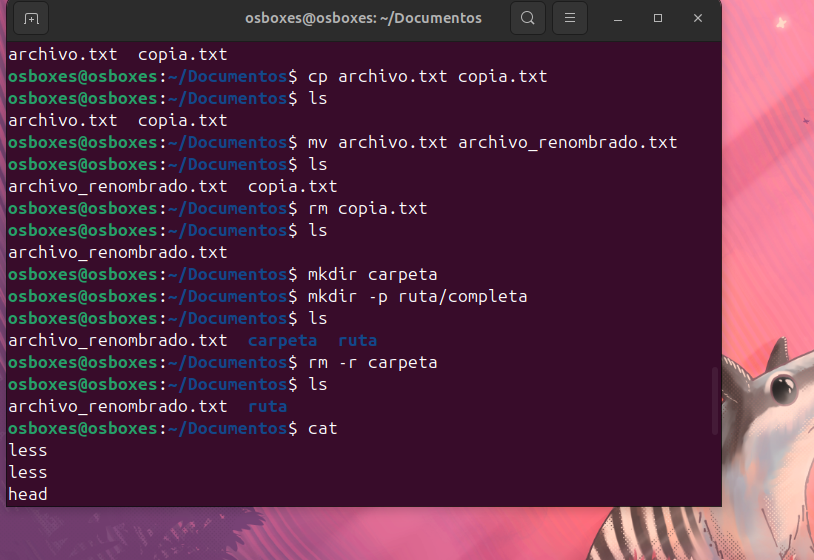 osboxes@osboxes: ~/Documentos
archivo.txt  copia.txt
osboxes@osboxes:~/Documentos$ cp archivo.txt copia.txt
osboxes@osboxes:~/Documentos$ ls
archivo.txt  copia.txt
osboxes@osboxes:~/Documentos$ mv archivo.txt archivo_renombrado.txt
osboxes@osboxes:~/Documentos$ ls
archivo_renombrado.txt  copia.txt
osboxes@osboxes:~/Documentos$ rm copia.txt
osboxes@osboxes:~/Documentos$ ls
archivo_renombrado.txt
osboxes@osboxes:~/Documentos$ mkdir carpeta
osboxes@osboxes:~/Documentos$ mkdir -p ruta/completa
osboxes@osboxes:~/Documentos$ ls
archivo_renombrado.txt  carpeta  ruta
osboxes@osboxes:~/Documentos$ rm -r carpeta
osboxes@osboxes:~/Documentos$ ls
archivo_renombrado.txt  ruta
osboxes@osboxes:~/Documentos$ cat
less
less
head